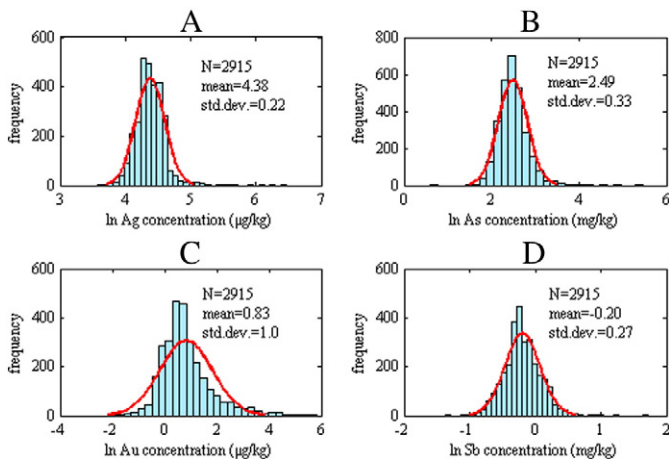 A
600
400
200
0
frequency
N=2915
mean=4.38
std.dev.=0.22
3 4 5 6 7
ln Ag concentration (μg/kg)
B
800
600
400
200
0
frequency
N=2915
mean=2.49
std.dev.=0.33
0 2 4 6
ln As concentration (mg/kg)
C
600
400
200
0
frequency
N=2915
mean=0.83
std.dev.=1.0
-4 -2 0 2 4 6
ln Au concentration (μg/kg)
D
600
400
200
0
frequency
N=2915
mean=-0.20
std.dev.=0.27
-2 -1 0 1 2
ln Sb concentration (mg/kg)